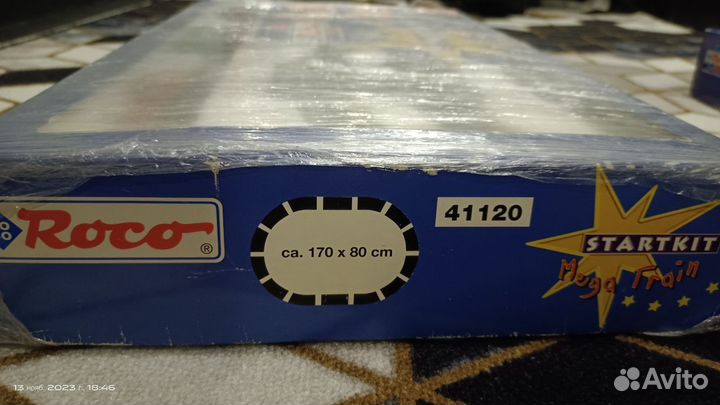 Roco®
ca. 170 x 80 cm
41120
STARTKIT
Mega Train
13 нояб. 2023 г., 18:46
Avito